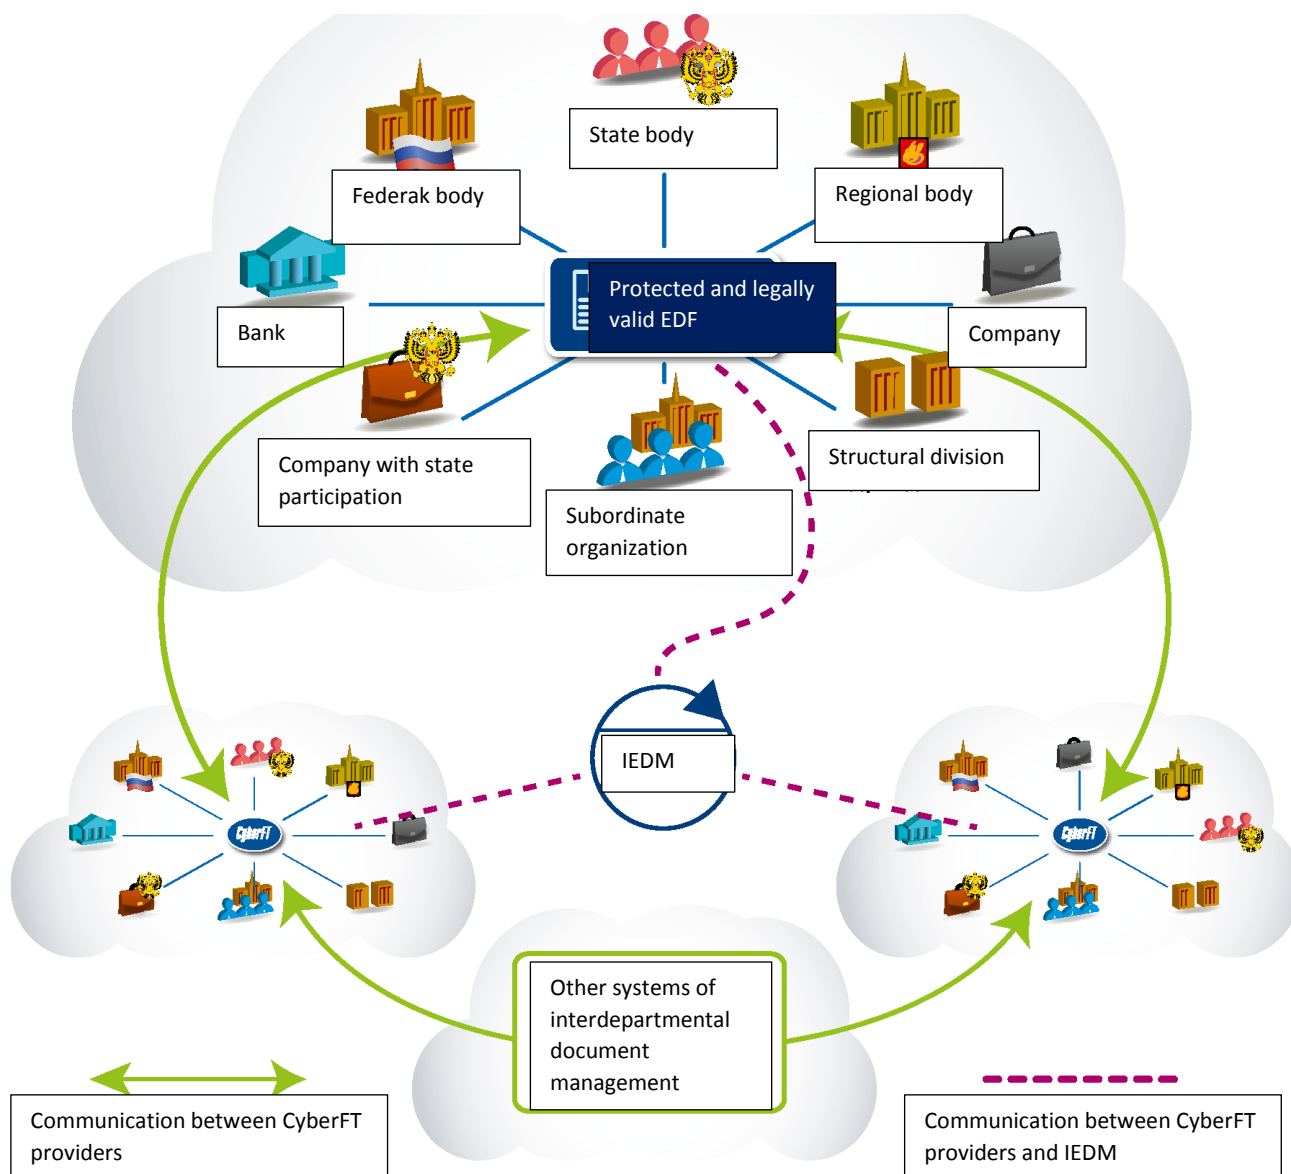 State body
Federak body
Regional body
Protected and legally
valid EDF
Bank
Company
Company with state
participation
Structural division
Subordinate
organization
IEDM
CyberFT
CyberFT
Other systems of
interdepartmental
document
management
Communication between CyberFT
providers
Communication between CyberFT
providers and IEDM